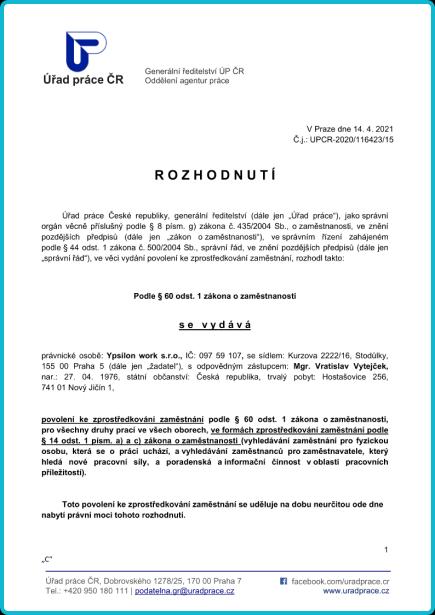 Úřad práce ČR
Generální ředitelství ÚP ČR
Oddělení agentur práce
V Praze dne 14. 4. 2021
Č.j.: UPCR-2020/116423/15
ROZHODNUTÍ
Úřad práce České republiky, generální ředitelství (dále jen „Úřad práce"), jako správní
orgán věcně příslušný podle § 8 písm. g) zákona č. 435/2004 Sb., o zaměstnanosti, ve znění
pozdějších předpisů (dále jen „zákon o zaměstnanosti"), ve správním řízení zahájeném
podle § 44 odst. 1 zákona č. 500/2004 Sb., správní řád, ve znění pozdějších předpisů (dále jen
„správní řád"), ve věci vydání povolení ke zprostředkování zaměstnání, rozhodl takto:
Podle § 60 odst. 1 zákona o zaměstnanosti
se vydává
právnické osobě: Ypsilon work s.r.o., IČ: 097 59 107, se sídlem: Kurzova 2222/16, Stodůlky,
155 00 Praha 5 (dále jen „žadatel"), s odpovědným zástupcem: Mgr. Vratislav Vytejček,
nar.: 27. 04. 1976, státní občanství: Česká republika, trvalý pobyt: Hostašovice 256,
741 01 Nový Jičín 1,
povolení ke zprostředkování zaměstnání podle § 60 odst. 1 zákona o zaměstnanosti,
pro všechny druhy prací ve všech oborech, ve formách zprostředkování zaměstnání podle
§ 14 odst. 1 písm. a) a c) zákona o zaměstnanosti (vyhledávání zaměstnání pro fyzickou
osobu, která se o práci uchází, a vyhledávání zaměstnanců pro zaměstnavatele, který
hledá nové pracovní síly, a poradenská a informační činnost v oblasti pracovních
příležitostí).
Toto povolení ke zprostředkování zaměstnání se uděluje na dobu neurčitou ode dne
nabytí právní moci tohoto rozhodnutí.
1
„C"
Úřad práce ČR, Dobrovského 1278/25, 170 00 Praha 7
facebook.com/uradprace.cr
Tel.: +420 950 180 111 | podatelna.gr@uradprace.cz
www.uradprace.cz